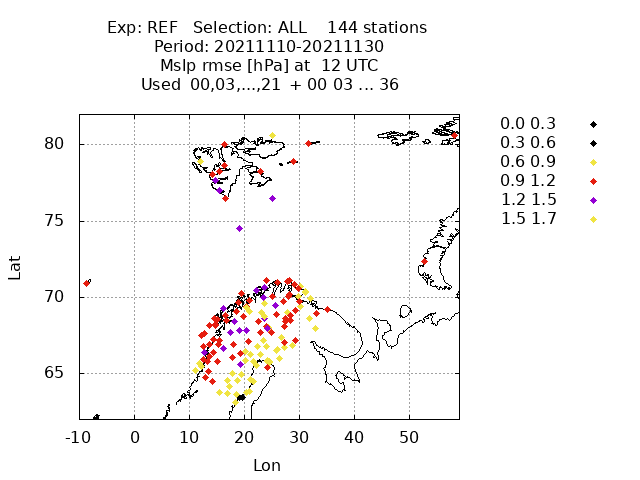 Exp: REF   Selection: ALL    144 stations
Period: 20211110-20211130
Mslp rmse [hPa] at  12 UTC
Used  00,03,...,21  + 00 03 ... 36
0.0 0.3
0.3 0.6
0.6 0.9
0.9 1.2
1.2 1.5
1.5 1.7
80
75
70
65
Lat
-10 0 10 20 30 40 50
Lon